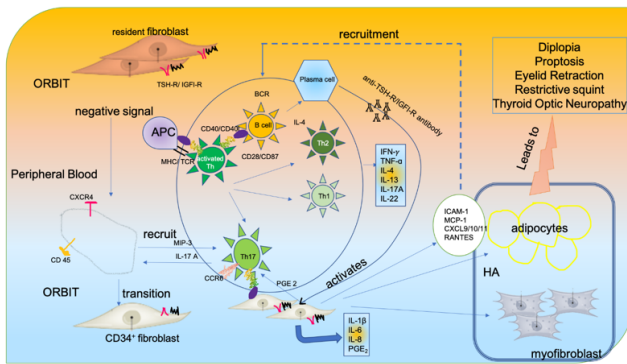 resident fibroblast
TSH-R/ IGFI-R
ORBIT
negative signal
APC
MHC/ TCR
activated
Th
CD40/CD40
BCR
B cell
CD28/CD87
Plasma cell
IL-4
Th2
Th1
recruitment
anti-TSH-R/IGFI-R antibody
IFN-γ
TNF-α
IL-4
IL-13
IL-17A
IL-22
Diplopia
Proptosis
Eyelid Retraction
Restrictive squint
Thyroid Optic Neuropathy
Leads to
Peripheral Blood
CXCR4
CD 45
recruit
MIP-3
IL-17 A
Th17
CCR6
PGE 2
activates
ICAM-1
MCP-1
CXCL9/10/11
RANTES
adipocytes
HA
myofibroblast
ORBIT
transition
CD34+ fibroblast
IL-1β
IL-6
IL-8
PGE2